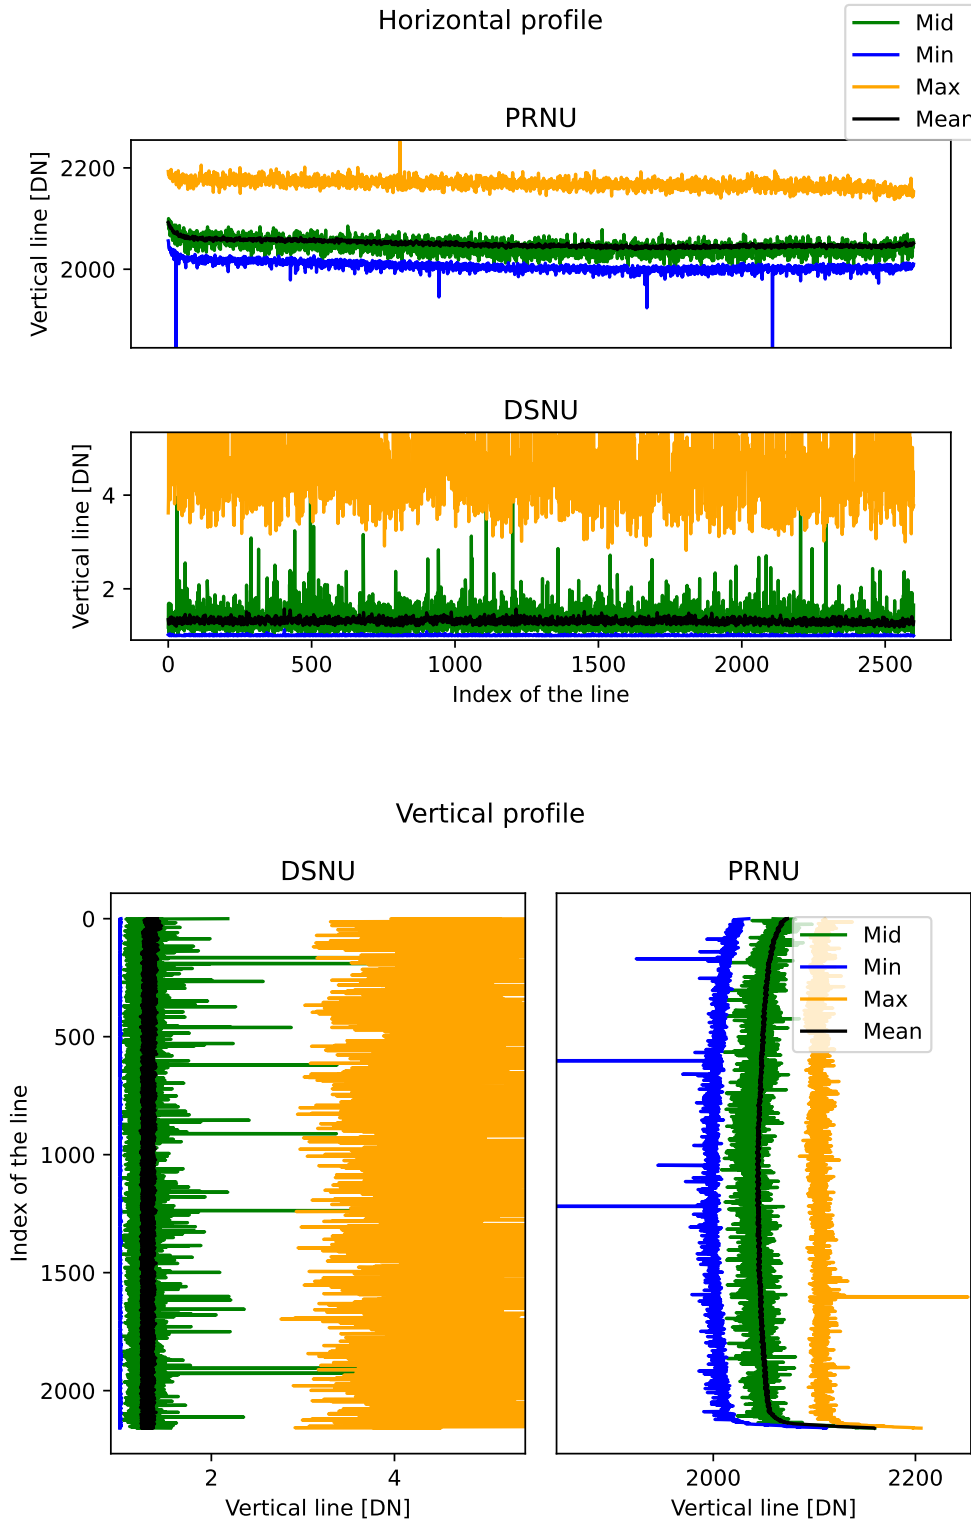 Horizontal profile
Mid
Min
Max
Mean
PRNU
Vertical line [DN]
2200
2000
DSNU
Vertical line [DN]
4
2
0 500 1000 1500 2000 2500
Index of the line
Vertical profile
DSNU
PRNU
Index of the line
0
500
1000
1500
2000
Mid
Min
Max
Mean
2 4
2000 2200
Vertical line [DN]
Vertical line [DN]